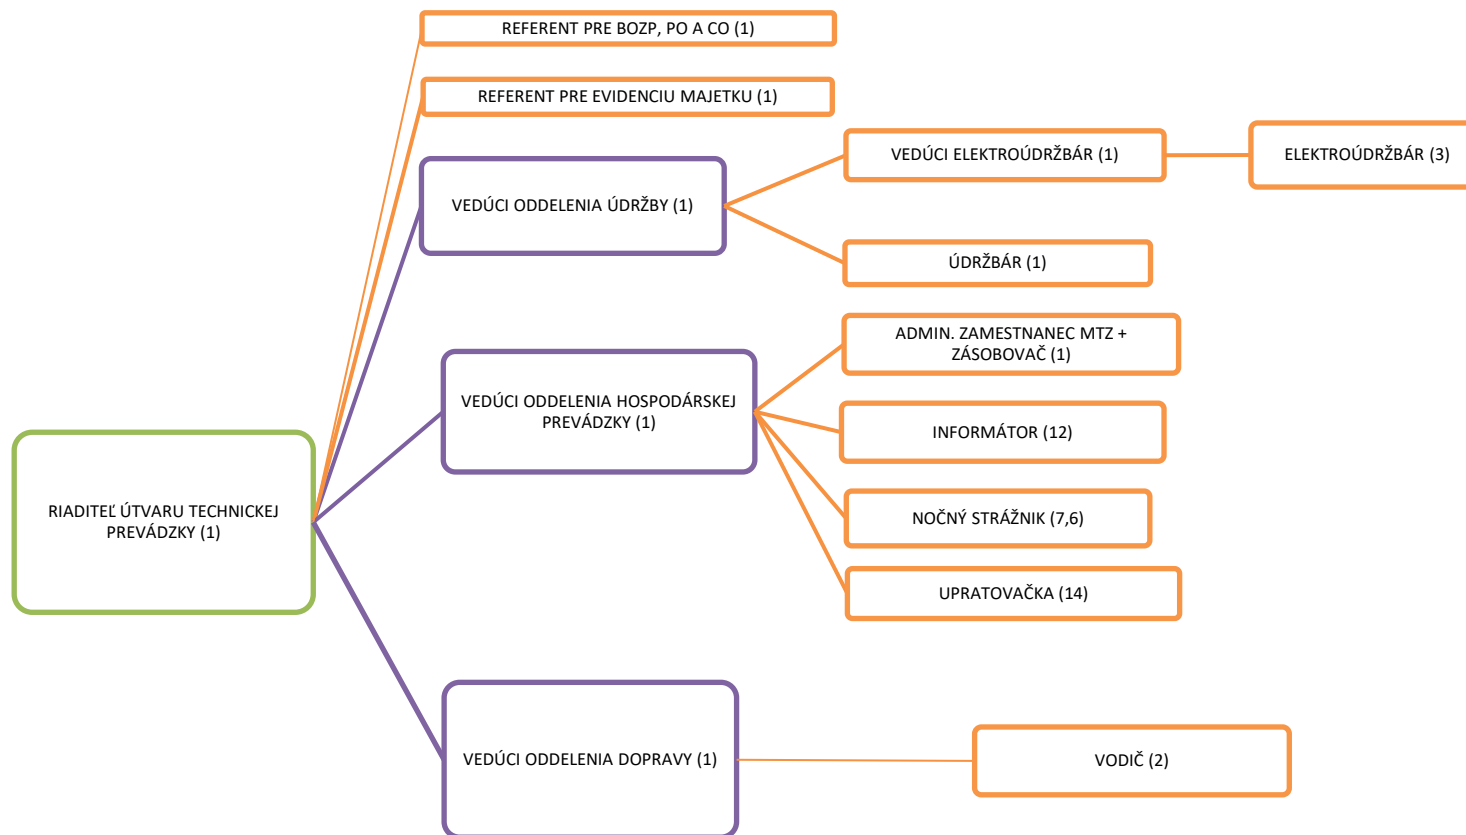 REFERENT PRE BOZP, PO A CO (1)
REFERENT PRE EVIDENCIU MAJETKU (1)
VEDÚCI ELEKTROÚDRŽBÁR (1)
ELEKTROÚDRŽBÁR (3)
VEDÚCI ODDELENIA ÚDRŽBY (1)
ÚDRŽBÁR (1)
ADMIN. ZAMESTNANEC MTZ +
ZÁSOBOVAČ (1)
VEDÚCI ODDELENIA HOSPODÁRSKEJ
PREVÁDZKY (1)
INFORMÁTOR (12)
RIADITEĽ ÚTVARU TECHNICKEJ
PREVÁDZKY (1)
NOČNÝ STRÁŽNIK (7,6)
UPRATOVAČKA (14)
VEDÚCI ODDELENIA DOPRAVY (1)
VODIČ (2)